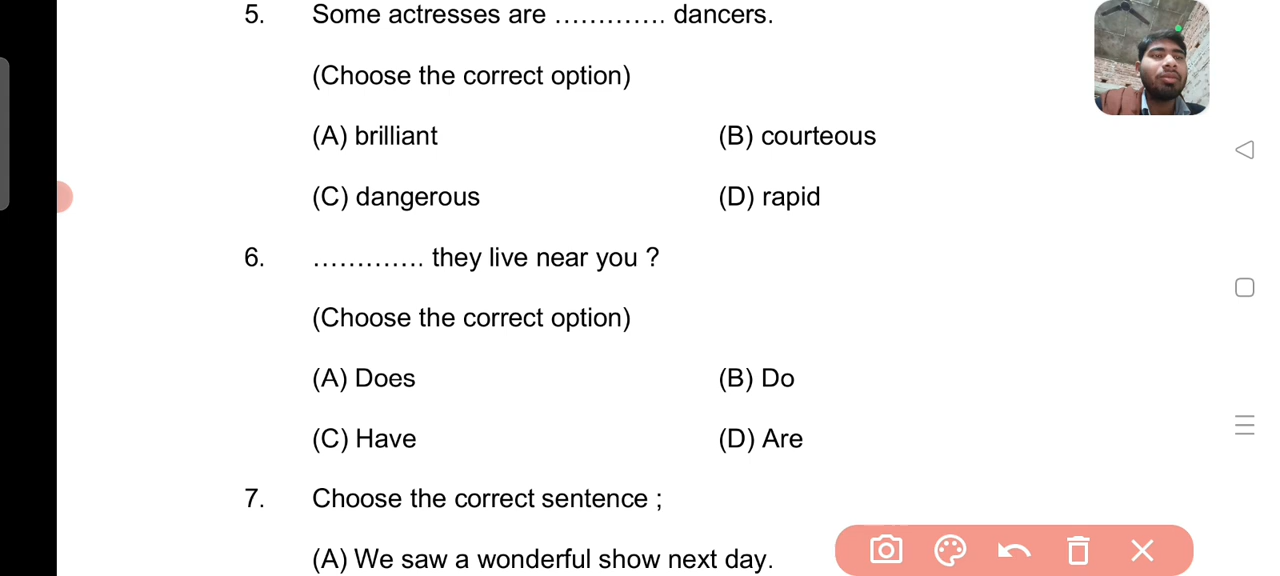 5. Some actresses are ............. dancers.
(Choose the correct option)
(A) brilliant (B) courteous
(C) dangerous (D) rapid
6. ............. they live near you ?
(Choose the correct option)
(A) Does (B) Do
(C) Have (D) Are
7. Choose the correct sentence ;
(A) We saw a wonderful show next day.